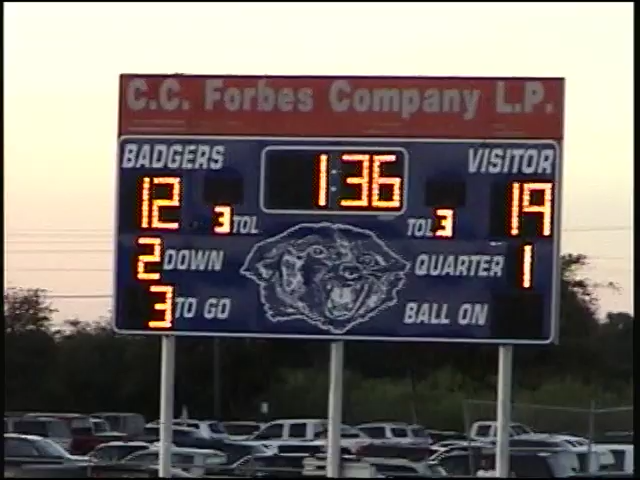 C.C. Forbes Company L.P.
BADGERS 1:36 VISITOR
12 3 TOL TOL 3 19
2 DOWN QUARTER 1
3 TO GO BALL ON